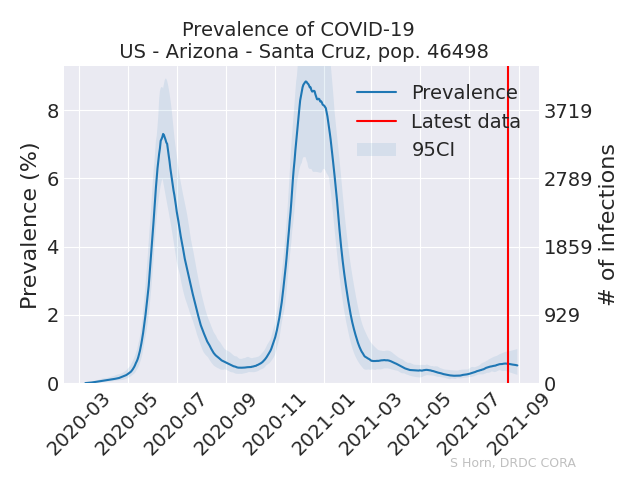 Prevalence of COVID-19
US - Arizona - Santa Cruz, pop. 46498
Prevalence
Latest data
95CI
Prevalence (%)
8
6
4
2
0
# of infections
3719
2789
1859
929
0
2020-03
2020-05
2020-07
2020-09
2020-11
2021-01
2021-03
2021-05
2021-07
2021-09
S Horn, DRDC CORA